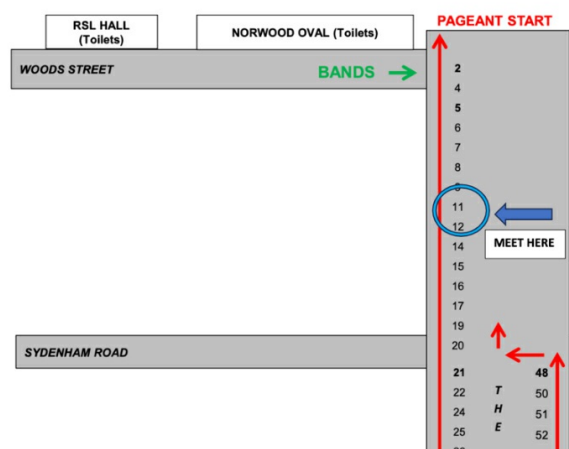 PAGEANT START
RSL HALL
(Toilets)
NORWOOD OVAL (Toilets)
WOODS STREET
BANDS
2
4
5
6
7
8
9
11
12
MEET HERE
14
15
16
17
19
20
SYDENHAM ROAD
21
48
22
T
50
24
H
51
25
E
52